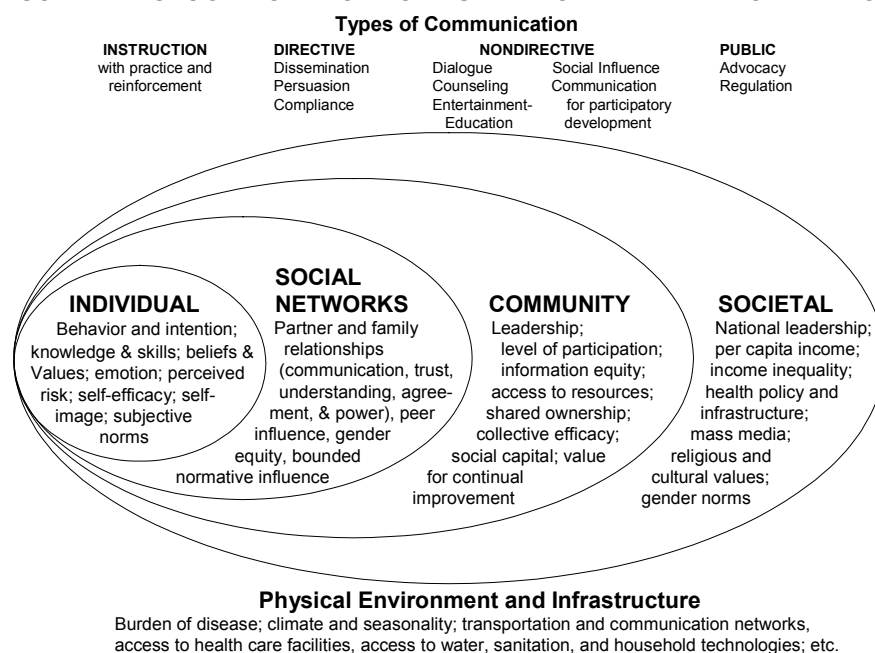 Types of Communication
INSTRUCTION
with practice and
reinforcement
DIRECTIVE
Dissemination
Persuasion
Compliance
NONDIRECTIVE
Dialogue
Counseling
Entertainment-
Education
Social Influence
Communication
for participatory
development
PUBLIC
Advocacy
Regulation
INDIVIDUAL
Behavior and intention;
knowledge & skills; beliefs &
Values; emotion; perceived
risk; self-efficacy; self-
image; subjective
norms
SOCIAL
NETWORKS
Partner and family
relationships
(communication, trust,
understanding, agree-
ment, & power), peer
influence, gender
equity, bounded
normative influence
COMMUNITY
Leadership;
level of participation;
information equity;
access to resources;
shared ownership;
collective efficacy;
social capital; value
for continual
improvement
SOCIETAL
National leadership;
per capita income;
income inequality;
health policy and
infrastructure;
mass media;
religious and
cultural values;
gender norms
Physical Environment and Infrastructure
Burden of disease; climate and seasonality; transportation and communication networks,
access to health care facilities, access to water, sanitation, and household technologies; etc.